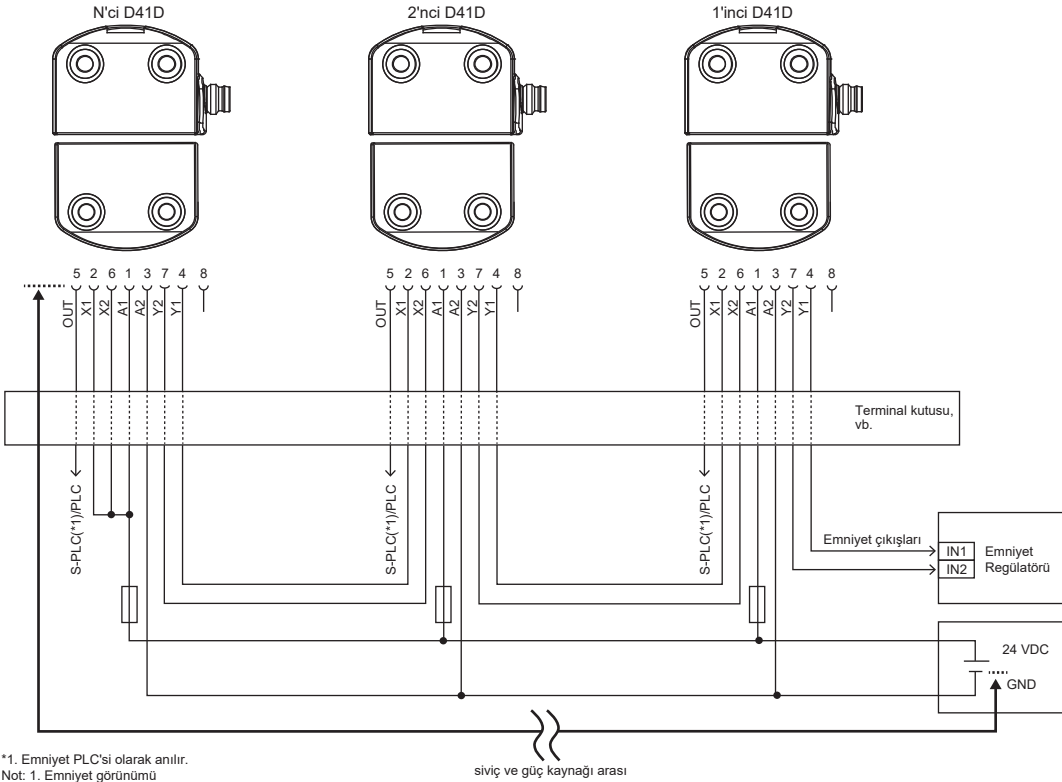 N'ci D41D
2'nci D41D
1'inci D41D
5 2 6 1 3 7 4 8
OUT X1 X2 A1 A2 Y2 Y1
5 2 6 1 3 7 4 8
OUT X1 X2 A1 A2 Y2 Y1
5 2 6 1 3 7 4 8
OUT X1 X2 A1 A2 Y2 Y1
Terminal kutusu,
vb.
S-PLC(*1)/PLC
S-PLC(*1)/PLC
S-PLC(*1)/PLC
Emniyet çıkışları
IN1
IN2
Emniyet
Regülatörü
24 VDC
GND
siviç ve güç kaynağı arası
*1. Emniyet PLC'si olarak anılır.
Not: 1. Emniyet görünümü